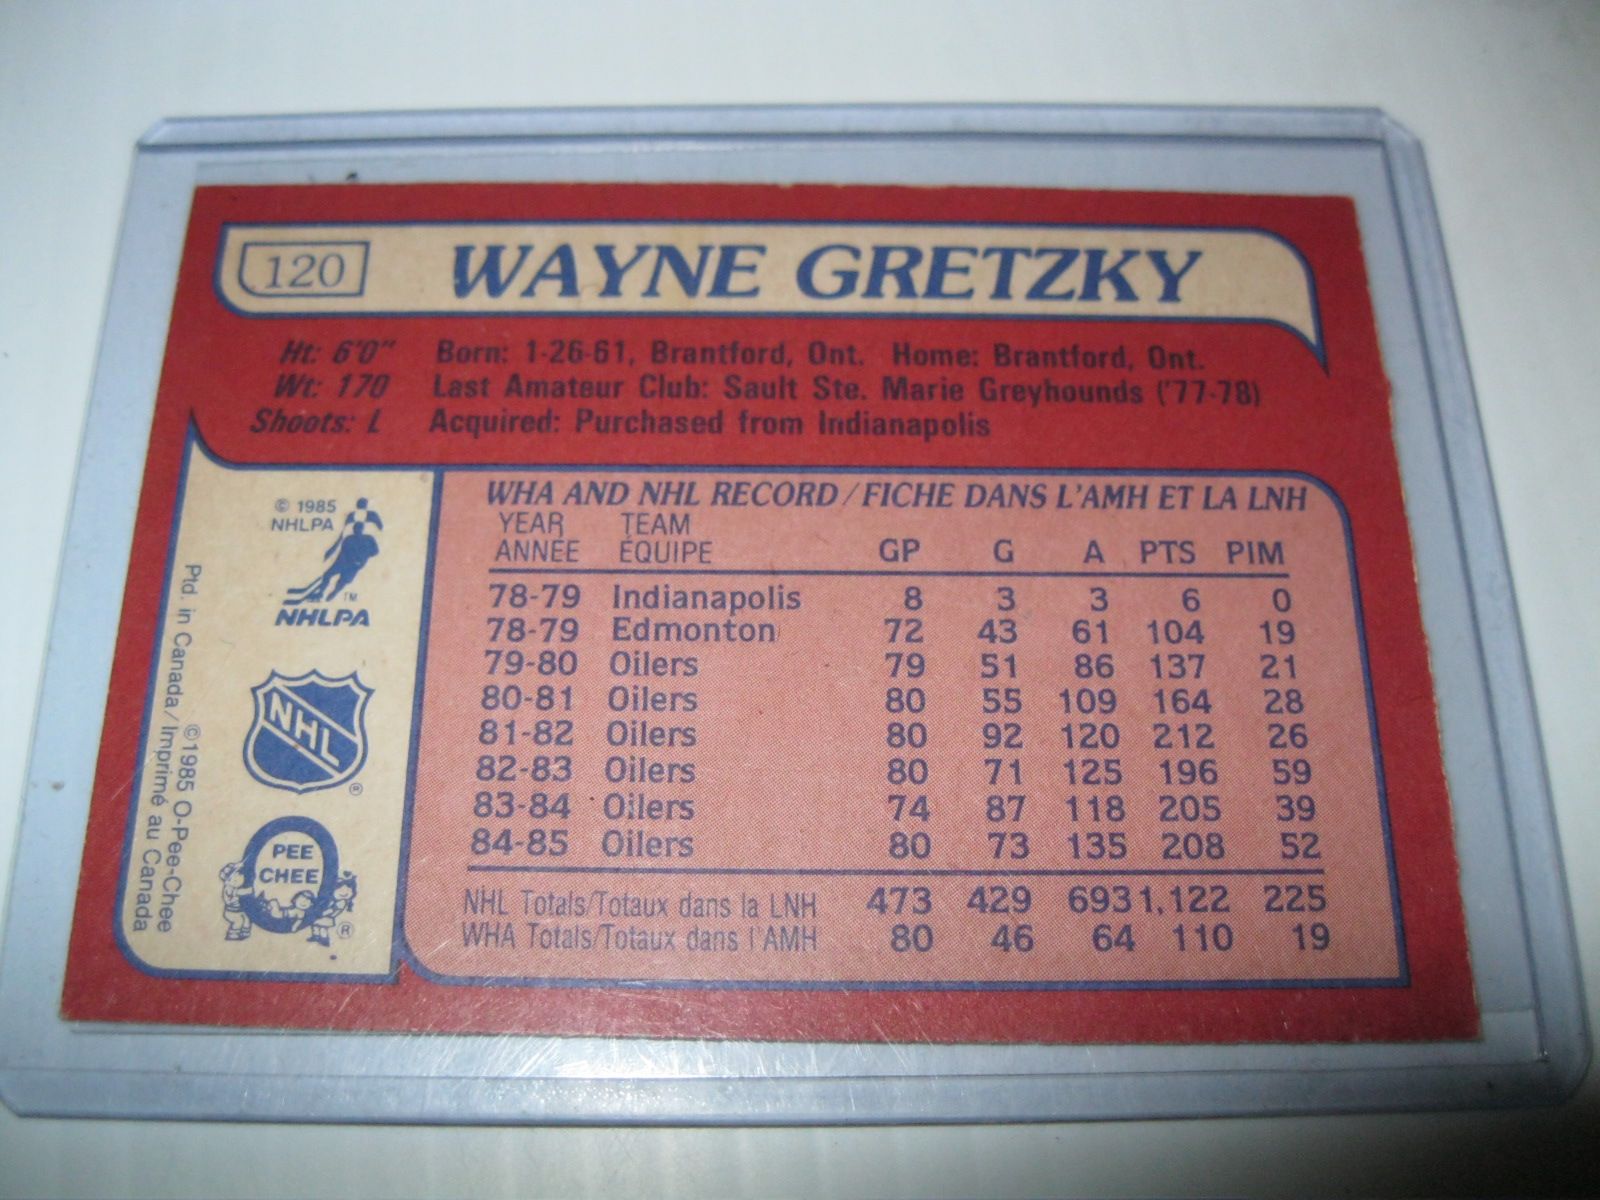 120 WAYNE GRETZKY
Ht: 6'0" Born: 1-26-61, Brantford, Ont. Home: Brantford, Ont.
Wt: 170 Last Amateur Club: Sault Ste. Marie Greyhounds ('77-78)
Shoots: L Acquired: Purchased from Indianapolis
© 1985
NHLPA
TM
NHLPA
NHL
®
PEE
CHEE
®
©1985 O-Pee-Chee
Ptd. in Canada/Imprimé au Canada
WHA AND NHL RECORD/FICHE DANS L'AMH ET LA LNH
YEAR TEAM
ANNÉE ÉQUIPE GP G A PTS PIM
78-79 Indianapolis 8 3 3 6 0
78-79 Edmonton 72 43 61 104 19
79-80 Oilers 79 51 86 137 21
80-81 Oilers 80 55 109 164 28
81-82 Oilers 80 92 120 212 26
82-83 Oilers 80 71 125 196 59
83-84 Oilers 74 87 118 205 39
84-85 Oilers 80 73 135 208 52
NHL Totals/Totaux dans la LNH 473 429 693 1,122 225
WHA Totals/Totaux dans l'AMH 80 46 64 110 19